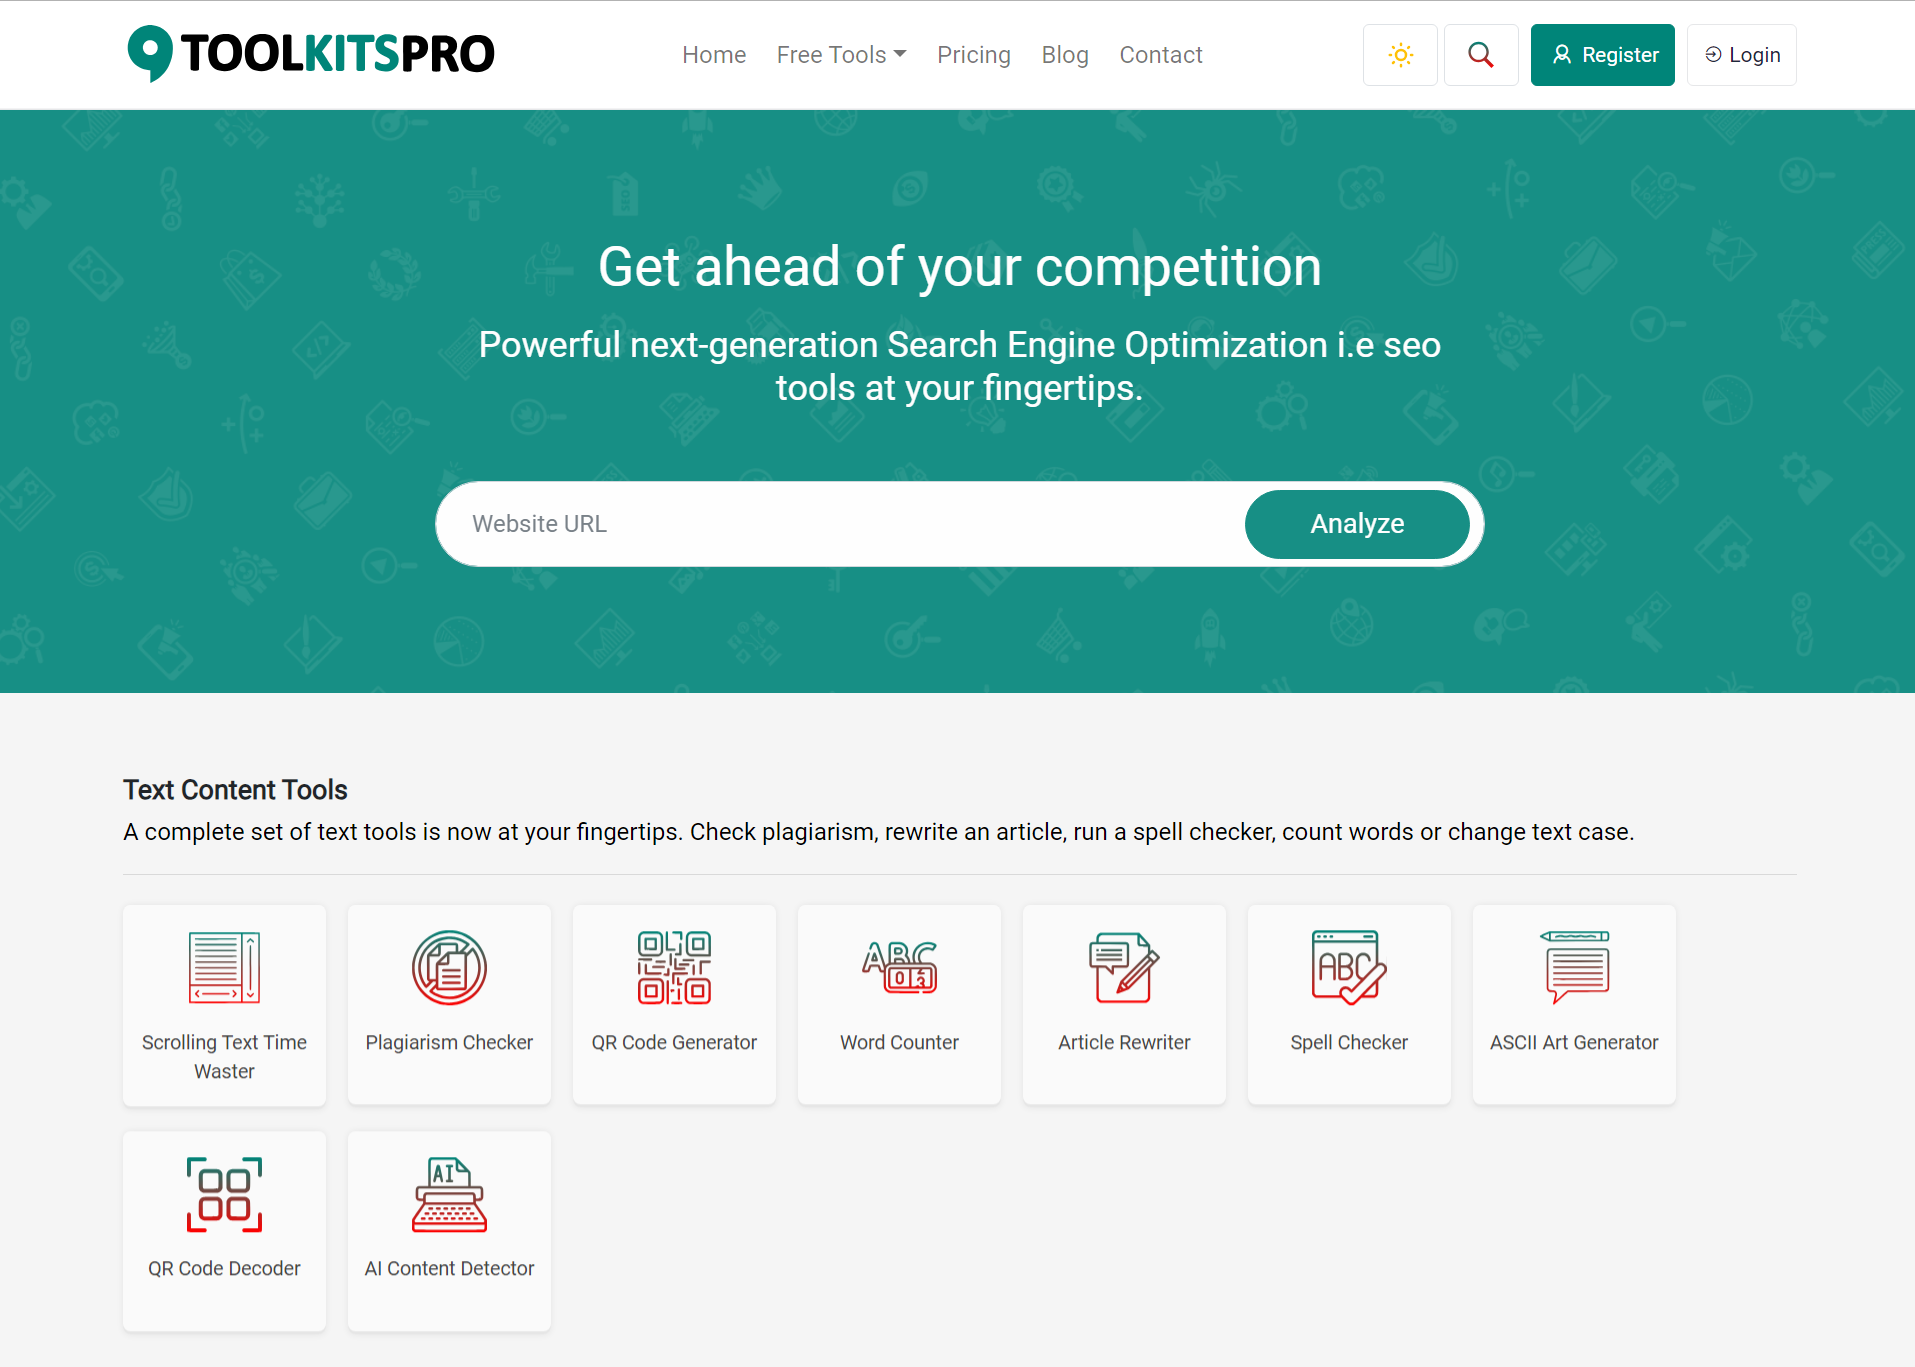 TOOLKITSPRO
Home Free Tools Pricing Blog Contact
Register
Login
Get ahead of your competition
Powerful next-generation Search Engine Optimization i.e seo
tools at your fingertips.
Website URL
Analyze
Text Content Tools
A complete set of text tools is now at your fingertips. Check plagiarism, rewrite an article, run a spell checker, count words or change text case.
Scrolling Text Time
Waster
Plagiarism Checker
QR Code Generator
ABC
03
Word Counter
Article Rewriter
ABC
Spell Checker
ASCII Art Generator
QR Code Decoder
AI
AI Content Detector